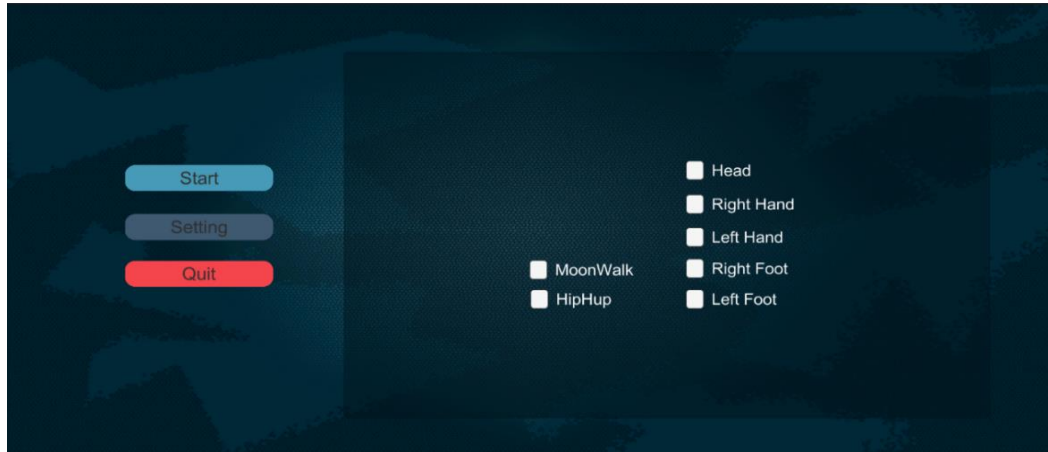 Start
Setting
Quit
MoonWalk
HipHup
Head
Right Hand
Left Hand
Right Foot
Left Foot